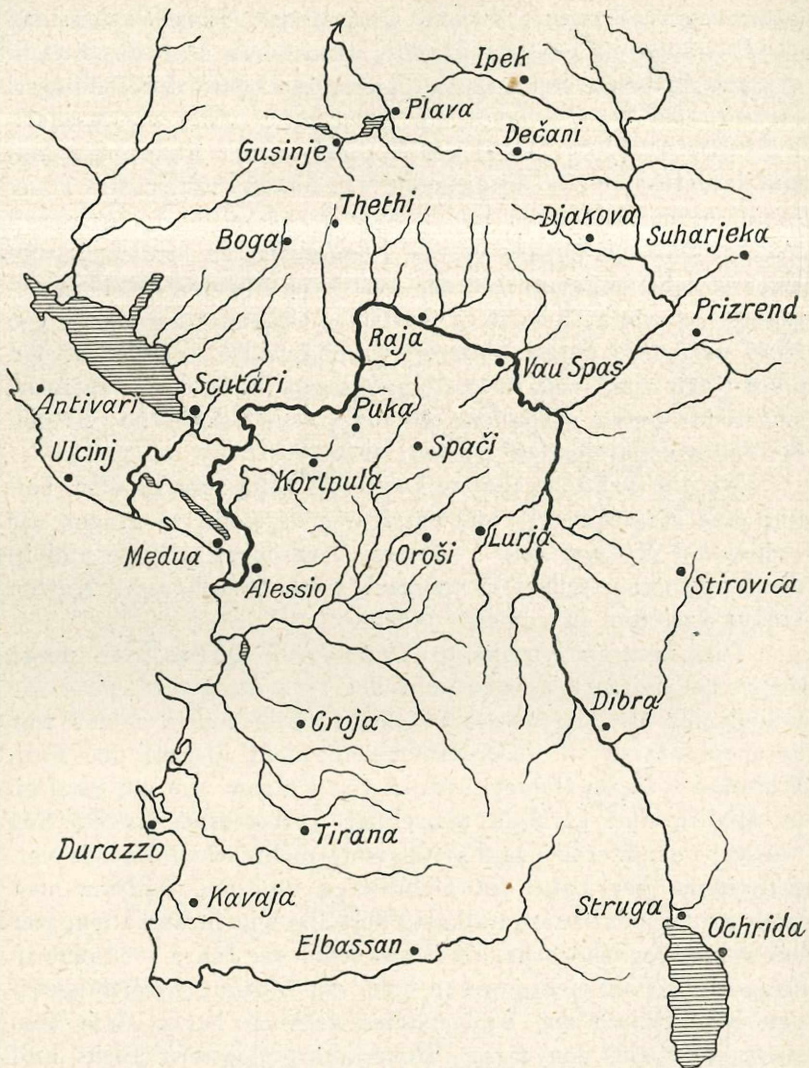 Ipek
Plava
Dečani
Gusinje
Thethi
Djakova
Boga
Suharjeka
Prizrend
Raja
Vau Spas
Scutari
Antivari
Puka
Ulcinj
Spači
Korlpula
Lurja
Medua
Oroši
Alessio
Stirovica
Dibra
Croja
Tirana
Durazzo
Kavaja
Struga
Ochrida
Elbassan